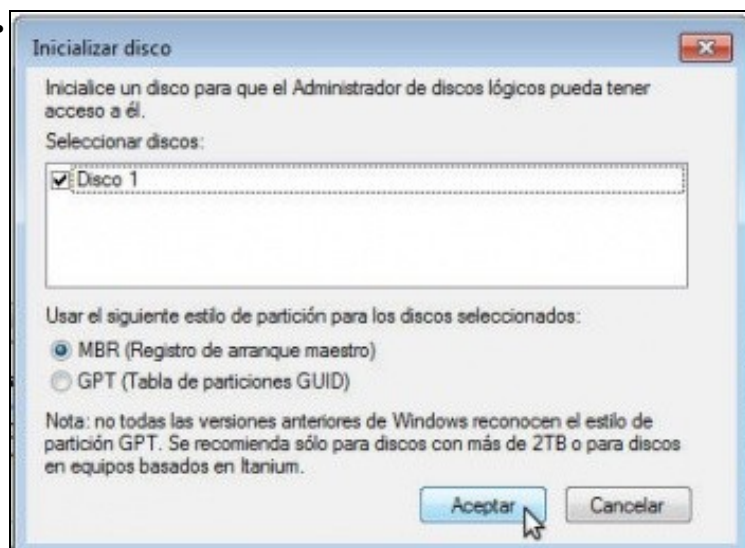 Inicializar disco
Inicialice un disco para que el Administrador de discos lógicos pueda tener
acceso a él.
Seleccionar discos:
Disco 1
Usar el siguiente estilo de partición para los discos seleccionados:
MBR (Registro de arranque maestro)
GPT (Tabla de particiones GUID)
Nota: no todas las versiones anteriores de Windows reconocen el estilo de
partición GPT. Se recomienda sólo para discos con más de 2TB o para discos
en equipos basados en Itanium.
Aceptar Cancelar